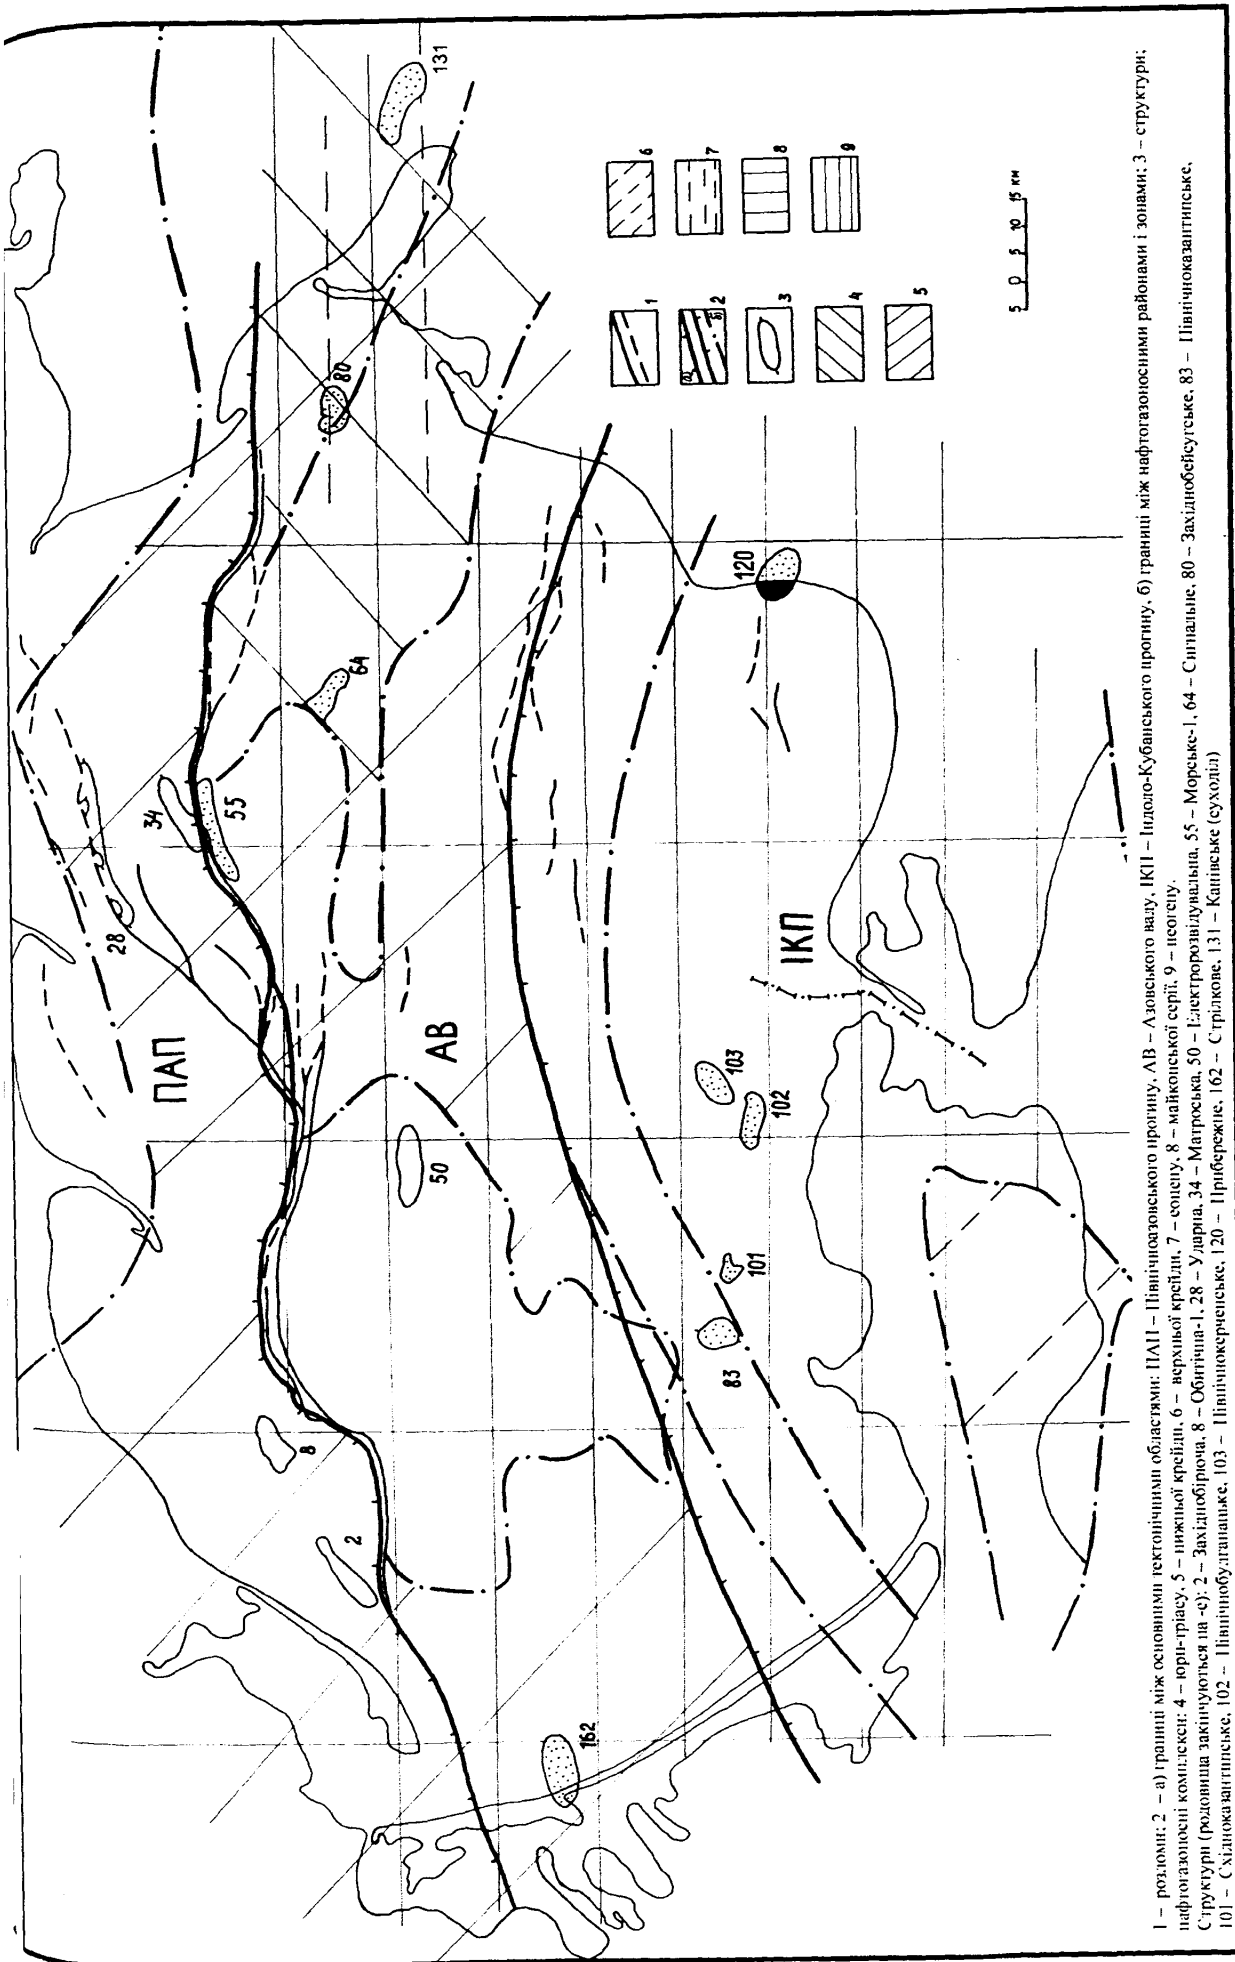 131
80
64
34
55
28
ПАП
АВ
50
8
2
162
120
ІКП
103
102
101
83
1
2
а)
б)
3
4
5
6
7
8
9
5 0 5 10 15 км
1 – розломи; 2 – а) границі між основними тектонічними областями: ПАП – Північноазовського прогину, АВ – Азовського валу, ІКП – Індоло-Кубанського прогину, б) границі між нафтогазоносними районами і зонами; 3 – структури;
нафтогазоносні комплекси: 4 – юри-тріасу, 5 – нижньої крейди, 6 – верхньої крейди, 7 – еоцену, 8 – майкопської серії, 9 – неогену.
Структури (родовища закінчуються на -е): 2 – Західнобірюча, 8 – Обитічна-1, 28 – Ударна, 34 – Матроська, 50 – Електророзвідувальна, 55 – Морське-1, 64 – Сигнальне, 80 – Західнобейсугське, 83 – Північноказантипське,
101 – Східноказантипське, 102 – Північнобулганацьке, 103 – Північнокерченське, 120 – Прибережне, 162 – Стрілкове, 131 – Канівське (суходіл)